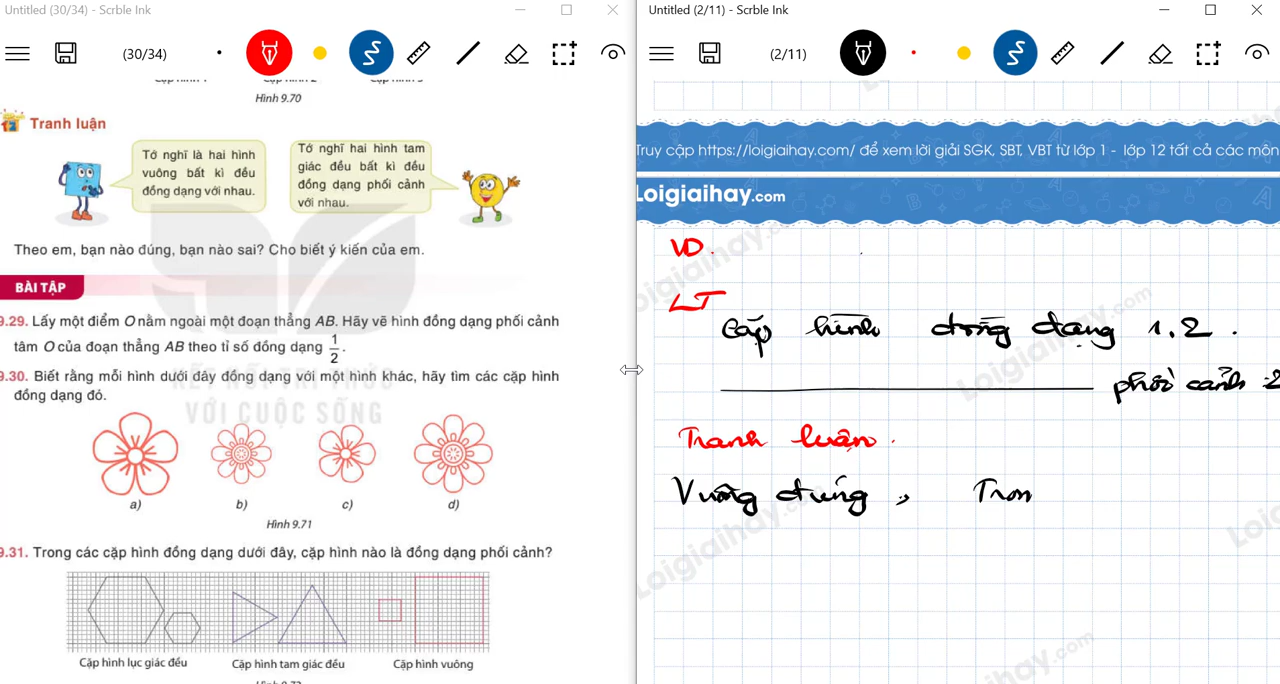 Untitled (30/34) - Scrble Ink
(30/34)
Hình 9.70
Tranh luận
Tớ nghĩ là hai hình
vuông bất kì đều
đồng dạng với nhau.
Tớ nghĩ hai hình tam
giác đều bất kì đều
đồng dạng phối cảnh
với nhau.
Theo em, bạn nào đúng, bạn nào sai? Cho biết ý kiến của em.
BÀI TẬP
9.29. Lấy một điểm O nằm ngoài một đoạn thẳng AB. Hãy vẽ hình đồng dạng phối cảnh
tâm O của đoạn thẳng AB theo tỉ số đồng dạng 1/2.
9.30. Biết rằng mỗi hình dưới đây đồng dạng với một hình khác, hãy tìm các cặp hình
đồng dạng đó.
KẾT NỐI TRI THỨC
VỚI CUỘC SỐNG
a) b) c) d)
Hình 9.71
9.31. Trong các cặp hình đồng dạng dưới đây, cặp hình nào là đồng dạng phối cảnh?
Cặp hình lục giác đều Cặp hình tam giác đều Cặp hình vuông
Untitled (2/11) - Scrble Ink
(2/11)
Truy cập https://loigiaihay.com/ để xem lời giải SGK, SBT, VBT từ lớp 1 - lớp 12 tất cả các môn
Loigiaihay.com
VD.
LT
Cặp hình đồng dạng 1.2.
phối cảnh 2
Tranh luận.
Vuông đúng, Tron